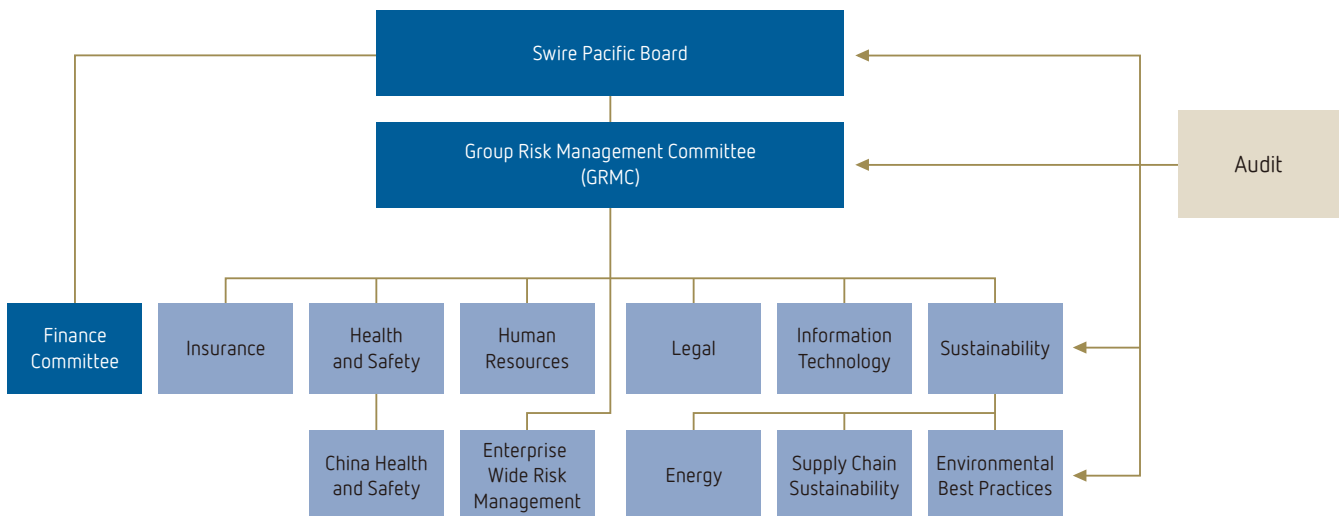 Swire Pacific Board
Group Risk Management Committee
(GRMC)
Audit
Finance
Committee
Insurance
Health
and Safety
Human
Resources
Legal
Information
Technology
Sustainability
China Health
and Safety
Enterprise
Wide Risk
Management
Energy
Supply Chain
Sustainability
Environmental
Best Practices